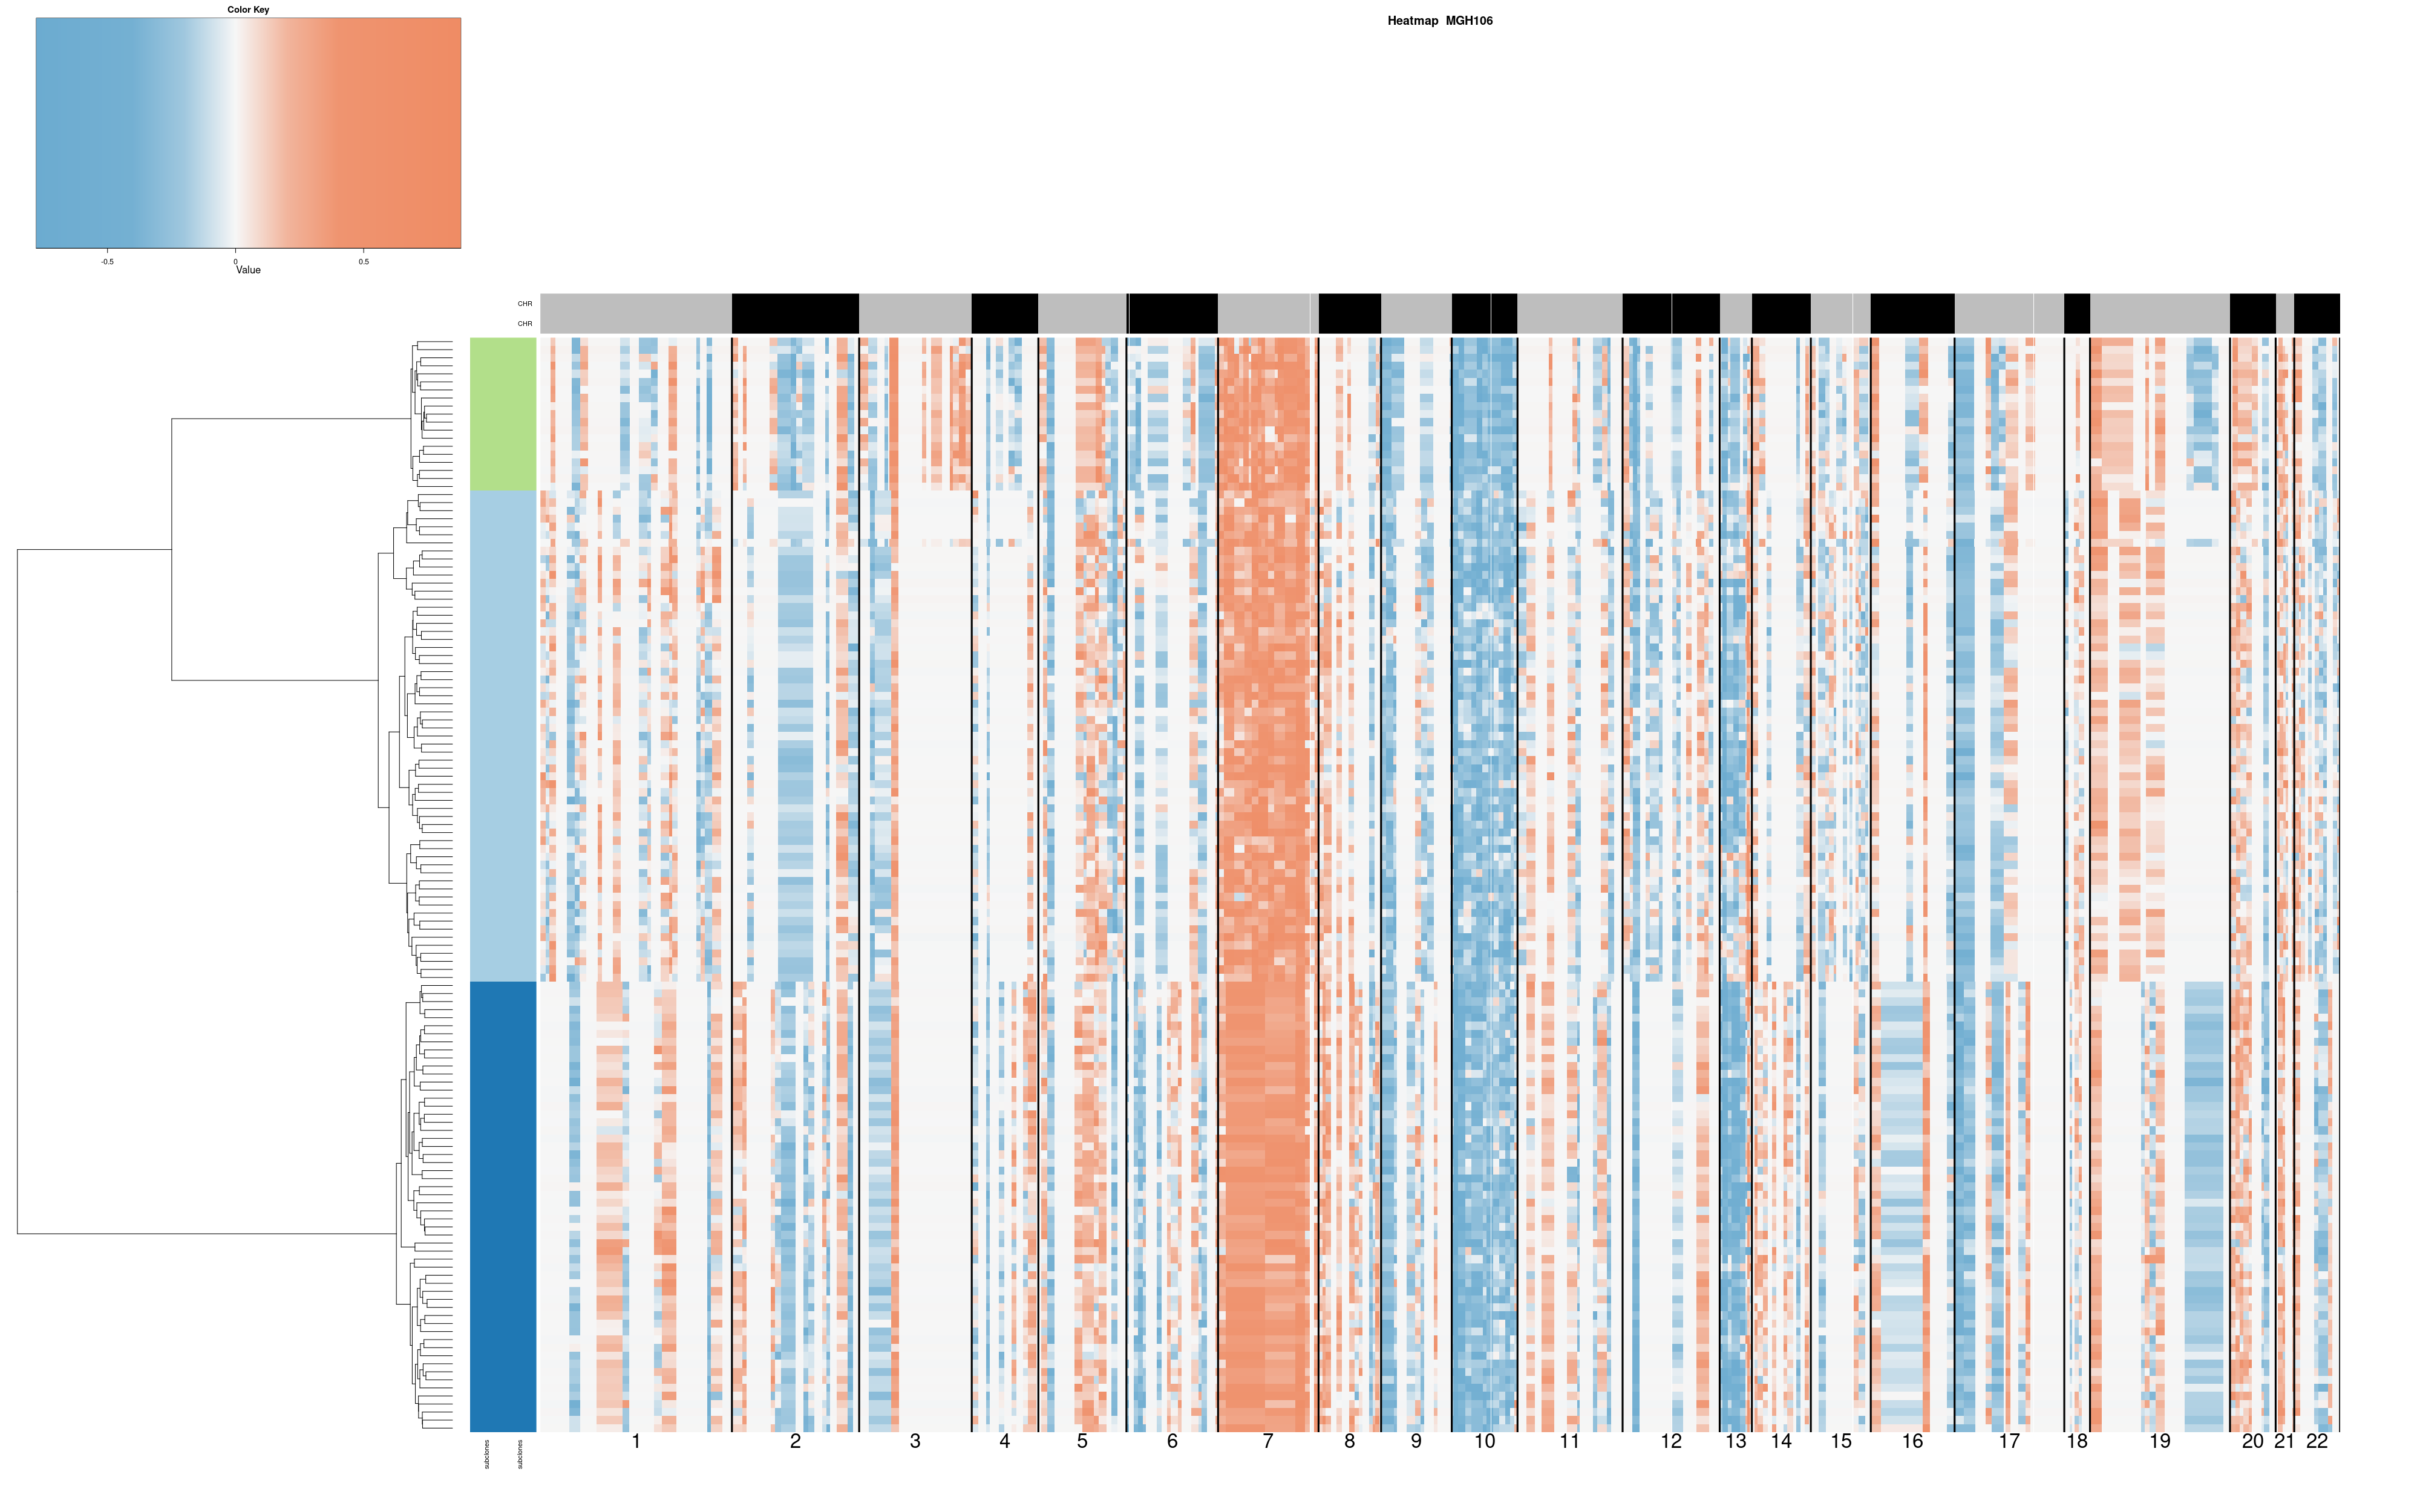 Color Key
Heatmap MGH106
-0.5 0 0.5
Value
CHR
CHR
1 2 3 4 5 6 7 8 9 10 11 12 13 14 15 16 17 18 19 20 21 22
subclones
subclones